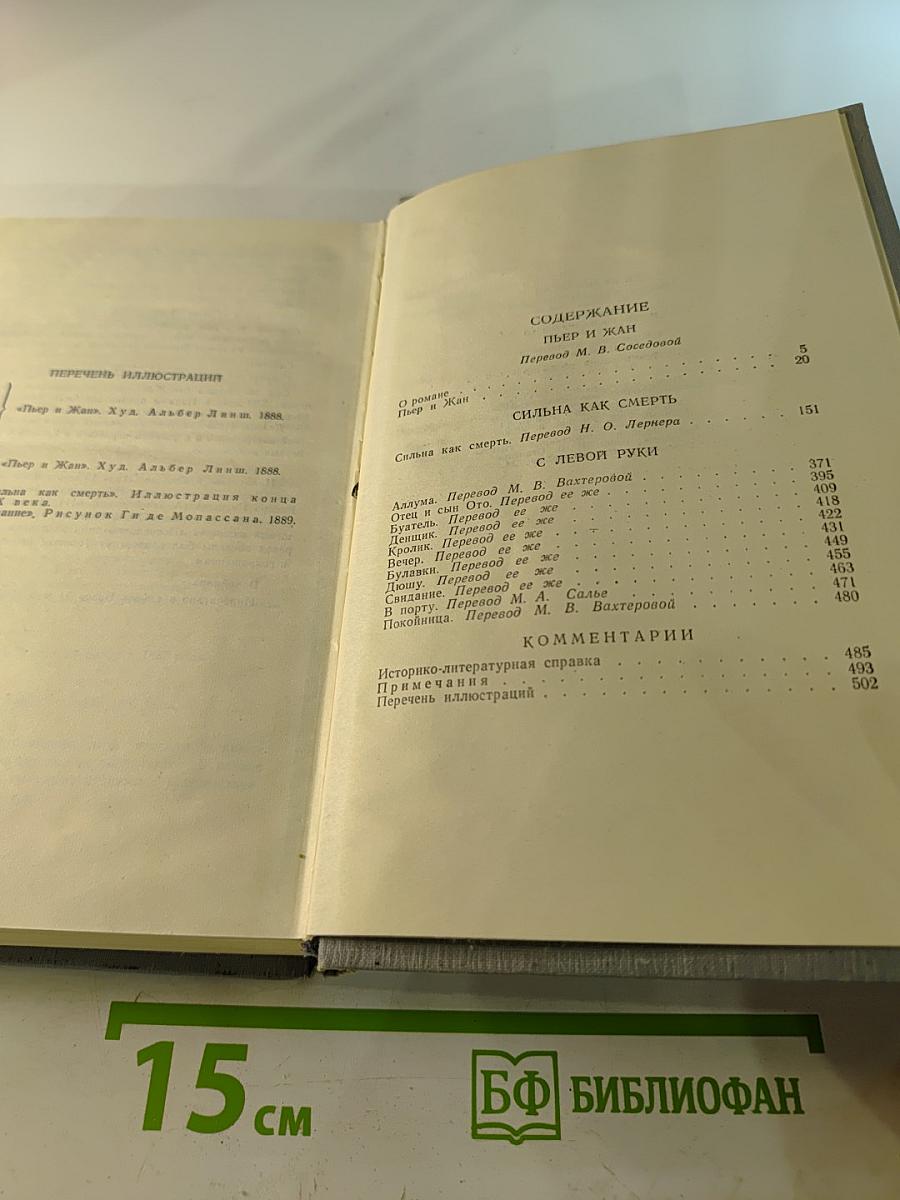 ПЕРЕЧЕНЬ ИЛЛЮСТРАЦИЙ
«Пьер и Жан». Худ. Альбер Линш. 1888.
«Пьер и Жан». Худ. Альбер Линш. 1888.
как смерть». Иллюстрация конца
века.
Рисунок Ги де Мопассана. 1889.
СОДЕРЖАНИЕ
ПЬЕР И ЖАН
Перевод М. В. Соседовой
О романе . . . . . . . . . . . . . . 5
Пьер и Жан . . . . . . . . . . . . . 20
СИЛЬНА КАК СМЕРТЬ
Сильна как смерть. Перевод Н. О. Лернера . . . . . . 151
С ЛЕВОЙ РУКИ
Аллума. Перевод М. В. Вахтеровой . . . . . . . 371
Отец и сын Ото. Перевод ее же . . . . . . . 395
Буатель. Перевод ее же . . . . . . . 409
Денщик. Перевод ее же . . . . . . . 418
Кролик. Перевод ее же . . . . . . . 422
Вечер. Перевод ее же . . . . . . . 431
Булавки. Перевод ее же . . . . . . . 449
Дюшу. Перевод ее же . . . . . . . 455
Свидание. Перевод ее же . . . . . . . 463
В порту. Перевод М. А. Салье . . . . . . . 471
Покойница. Перевод М. В. Вахтеровой . . . . . . 480
КОММЕНТАРИИ
Историко-литературная справка . . . . . . . 485
Примечания . . . . . . . . . . . 493
Перечень иллюстраций . . . . . . . . . . 502
15 см
БФ БИБЛИОФАН